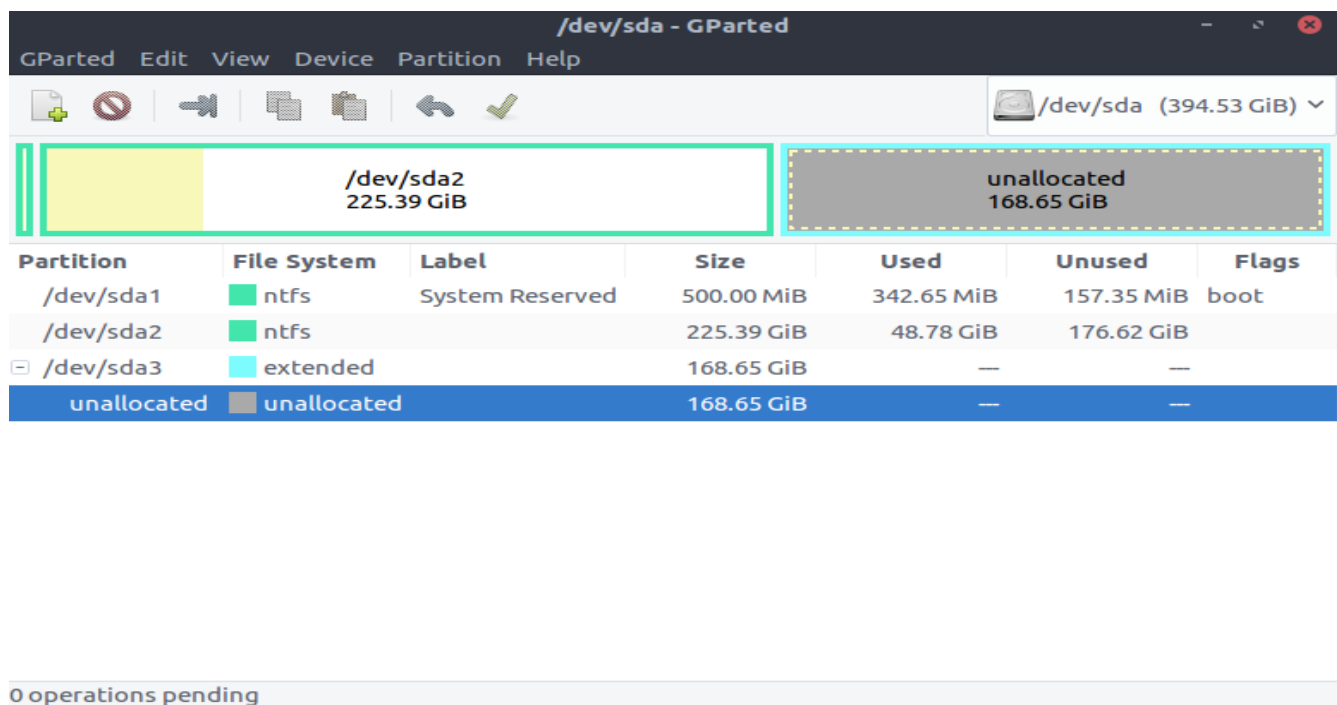 /dev/sda - GParted
GParted Edit View Device Partition Help
/dev/sda (394.53 GiB)
/dev/sda2
225.39 GiB
unallocated
168.65 GiB
Partition File System Label Size Used Unused Flags
/dev/sda1 ntfs System Reserved 500.00 MiB 342.65 MiB 157.35 MiB boot
/dev/sda2 ntfs 225.39 GiB 48.78 GiB 176.62 GiB
/dev/sda3 extended 168.65 GiB --- ---
unallocated unallocated 168.65 GiB --- ---
0 operations pending